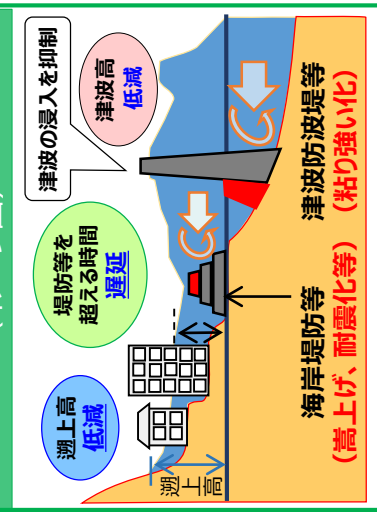 津波の浸入を抑制
津波高
低減
堤防等を
超える時間
遅延
遡上高
低減
遡上高
海岸堤防等
(嵩上げ、耐震化等)
津波防波堤等
(粘り強い化)